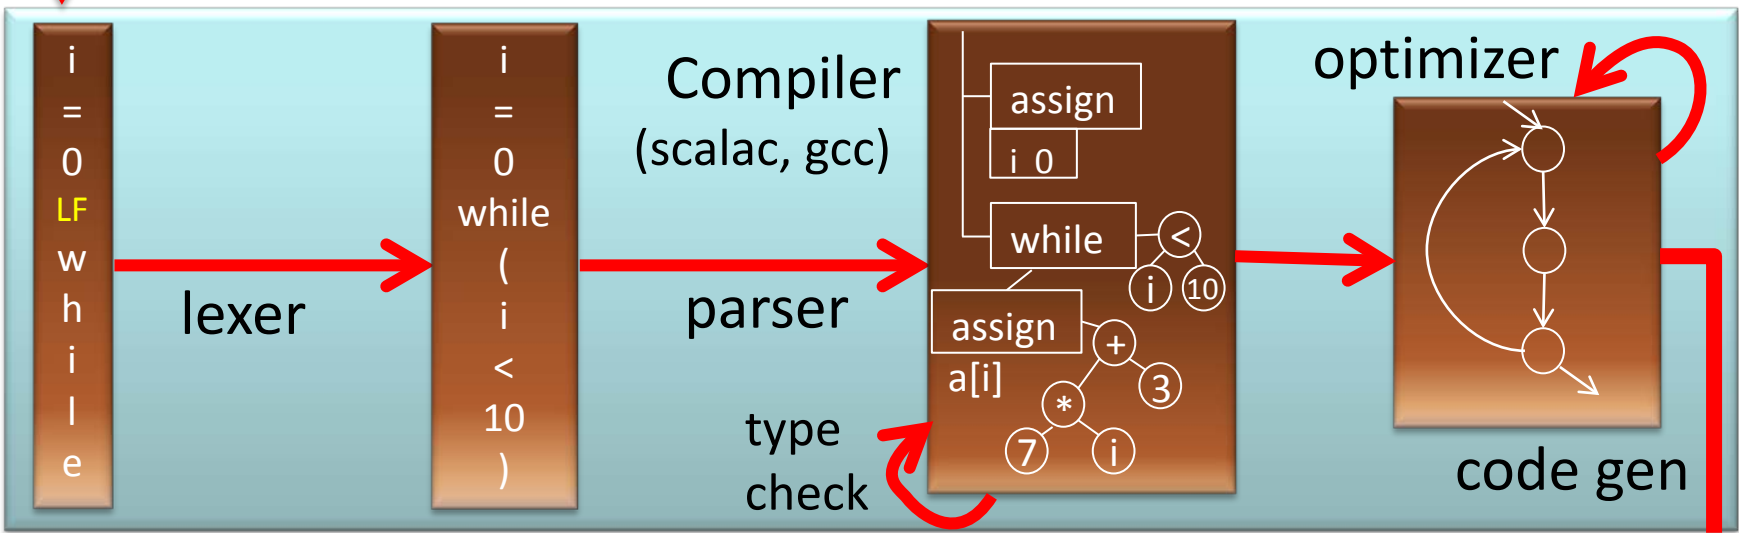 i
=
0
LF
w
h
i
l
e
lexer
i
=
0
while
(
i
<
10
)
Compiler
(scalac, gcc)
parser
assign
i 0
while
<
i
10
assign
a[i]
+
3
*
7
i
type
check
optimizer
code gen